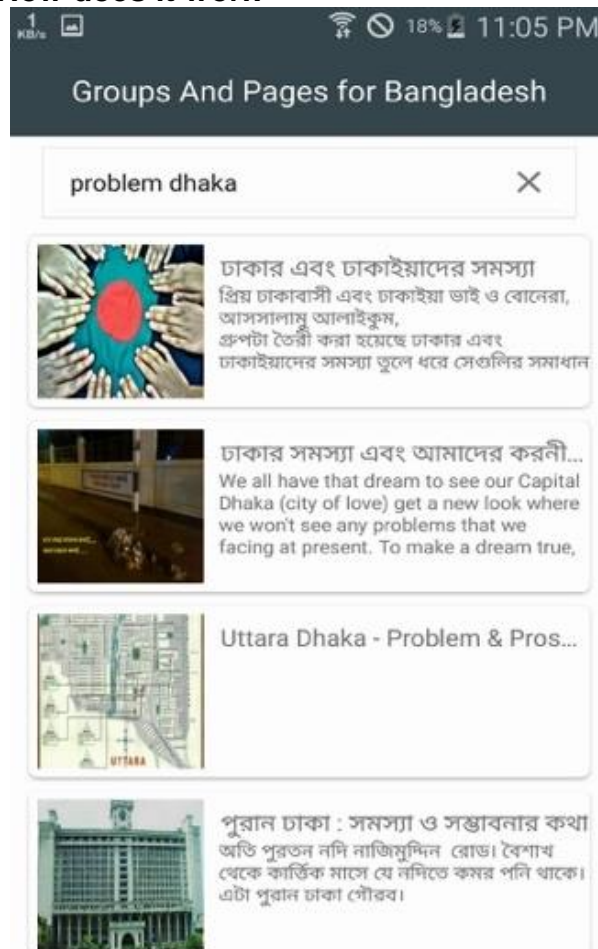 How does it work
1
KB/s
18%
11:05 PM
Groups And Pages for Bangladesh
problem dhaka
ঢাকার এবং ঢাকাইয়াদের সমস্যা
প্রিয় ঢাকাবাসী এবং ঢাকাইয়া ভাই ও বোনেরা,
আসসালামু আলাইকুম,
গ্রুপটা তৈরী করা হয়েছে ঢাকার এবং
ঢাকাইয়াদের সমস্যা তুলে ধরে সেগুলির সমাধান
ঢাকার সমস্যা এবং আমাদের করনী...
We all have that dream to see our Capital
Dhaka (city of love) get a new look where
we won't see any problems that we
facing at present. To make a dream true,
Uttara Dhaka - Problem & Pros...
UTTARA
পুরান ঢাকা : সমস্যা ও সম্ভাবনার কথা
অতি পুরতন নদি নাজিমুদ্দিন রোড। বৈশাখ
থেকে কার্ত্তিক মাসে যে নদিতে কমর পনি থাকে।
এটা পুরান ঢাকা গৌরব।